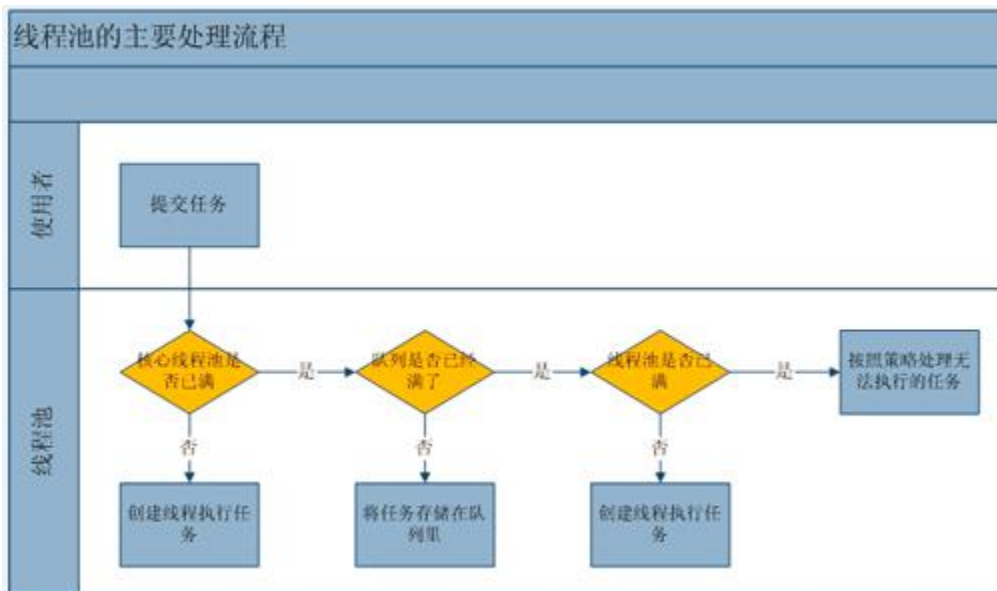 线程池的主要处理流程
使用者
提交任务
线程池
核心线程池是
否已满
是
队列是否已经
满了
是
线程池是否已
满
是
按照策略处理无
法执行的任务
否
否
否
创建线程执行任
务
将任务存储在队
列里
创建线程执行任
务